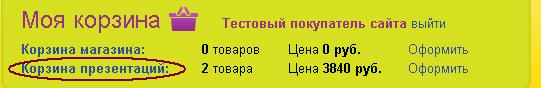 Моя корзина Тестовый покупатель сайта выйти
Корзина магазина: 0 товаров Цена 0 руб. Оформить
Корзина презентаций: 2 товара Цена 3840 руб. Оформить